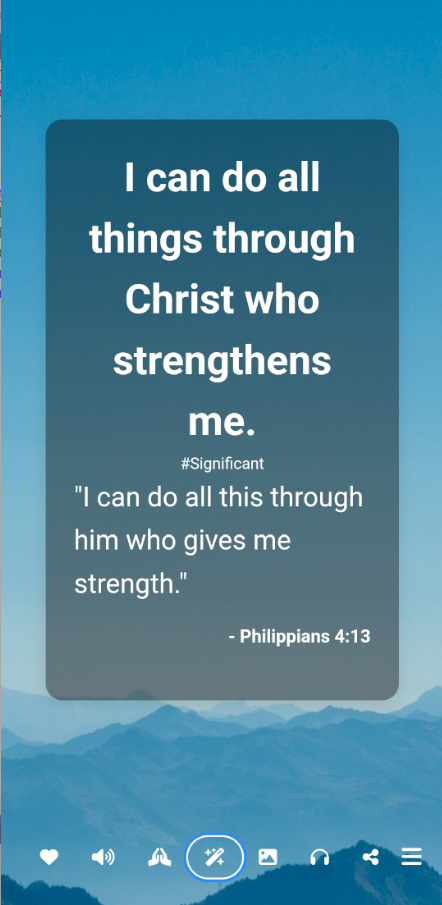 I can do all
things through
Christ who
strengthens
me.
#Significant
"I can do all this through
him who gives me
strength."
- Philippians 4:13